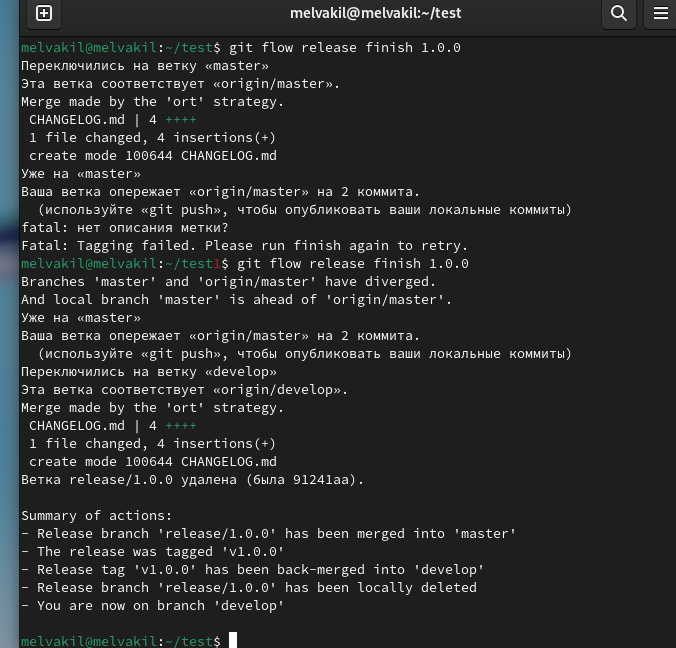 melvakil@melvakil:~/test
melvakil@melvakil:~/test$ git flow release finish 1.0.0
Переключились на ветку «master»
Эта ветка соответствует «origin/master».
Merge made by the 'ort' strategy.
 CHANGELOG.md | 4 ++++
 1 file changed, 4 insertions(+)
 create mode 100644 CHANGELOG.md
Уже на «master»
Ваша ветка опережает «origin/master» на 2 коммита.
  (используйте «git push», чтобы опубликовать ваши локальные коммиты)
fatal: нет описания метки?
Fatal: Tagging failed. Please run finish again to retry.
melvakil@melvakil:~/test1$ git flow release finish 1.0.0
Branches 'master' and 'origin/master' have diverged.
And local branch 'master' is ahead of 'origin/master'.
Уже на «master»
Ваша ветка опережает «origin/master» на 2 коммита.
  (используйте «git push», чтобы опубликовать ваши локальные коммиты)
Переключились на ветку «develop»
Эта ветка соответствует «origin/develop».
Merge made by the 'ort' strategy.
 CHANGELOG.md | 4 ++++
 1 file changed, 4 insertions(+)
 create mode 100644 CHANGELOG.md
Ветка release/1.0.0 удалена (была 91241aa).

Summary of actions:
- Release branch 'release/1.0.0' has been merged into 'master'
- The release was tagged 'v1.0.0'
- Release tag 'v1.0.0' has been back-merged into 'develop'
- Release branch 'release/1.0.0' has been locally deleted
- You are now on branch 'develop'

melvakil@melvakil:~/test$